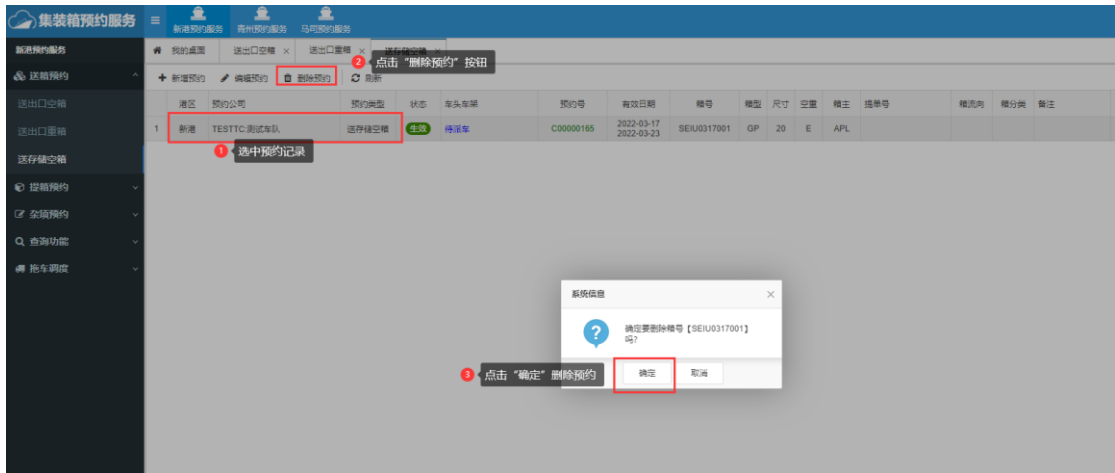 集装箱预约服务
新港预约服务 青州预约服务 马司预约服务
新港预约服务
我的桌面 送出口空箱 × 送出口重箱 × 送存储空箱 ×
2 点击“删除预约”按钮
送箱预约
新增预约 编辑预约 删除预约 刷新
送出口空箱
港区 预约公司 预约类型 状态 车头车架 预约号 有效日期 箱号 箱型 尺寸 空重 箱主 提单号 箱流向 箱分类 备注
送出口重箱
1 新港 TESTTC:测试车队 送存储空箱 生效 待派车 C00000165 2022-03-17 2022-03-23 SEIU0317001 GP 20 E APL
1 选中预约记录
送存储空箱
提箱预约
杂项预约
查询功能
拖车调度
系统信息 ×
确定要删除箱号【SEIU0317001】
吗?
3 点击“确定”删除预约
确定 取消